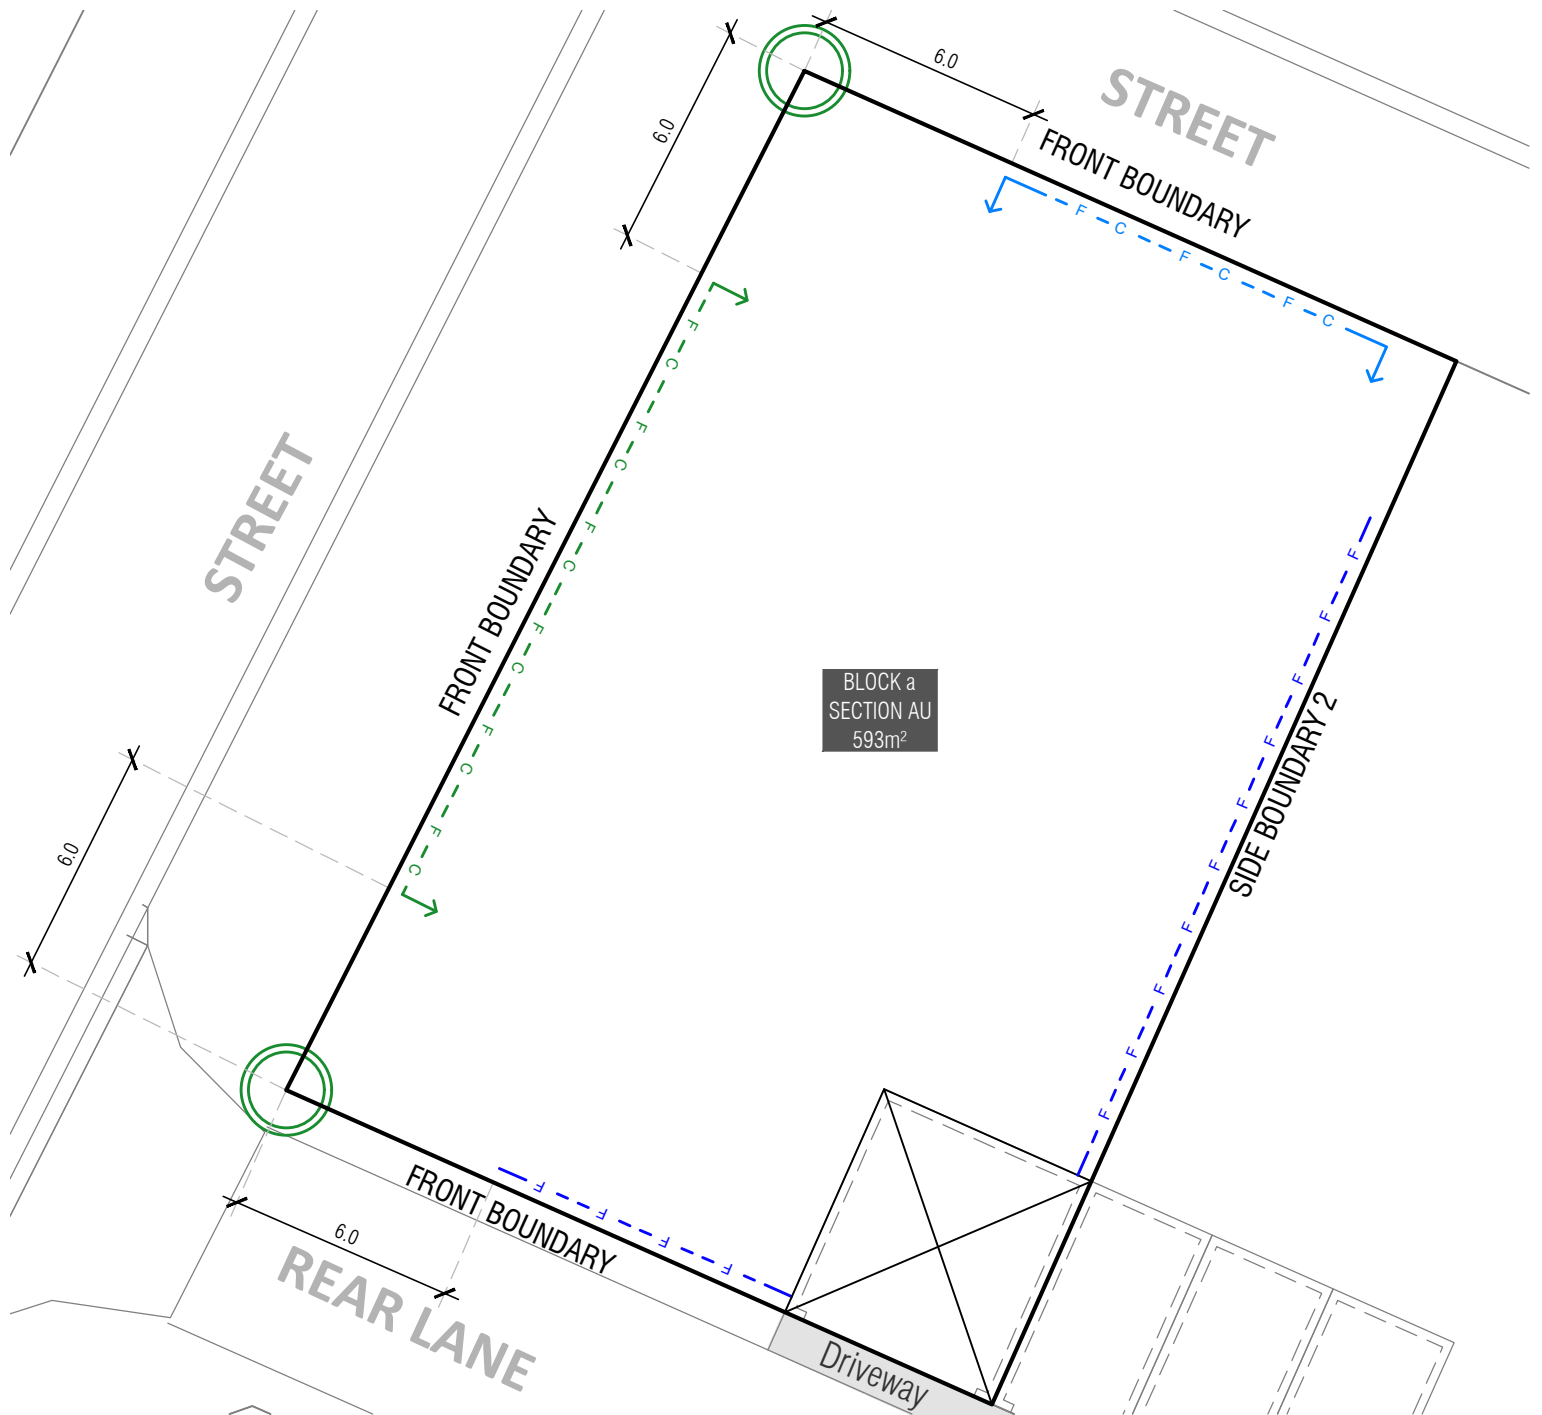 6.0
STREET
FRONT BOUNDARY
6.0
F C F C F C
F C F C F C F C F C F C
STREET
FRONT BOUNDARY
BLOCK a
SECTION AU
593m²
F F F F F F F F F F
SIDE BOUNDARY 2
6.0
F F F F
FRONT BOUNDARY
6.0
REAR LANE
Driveway